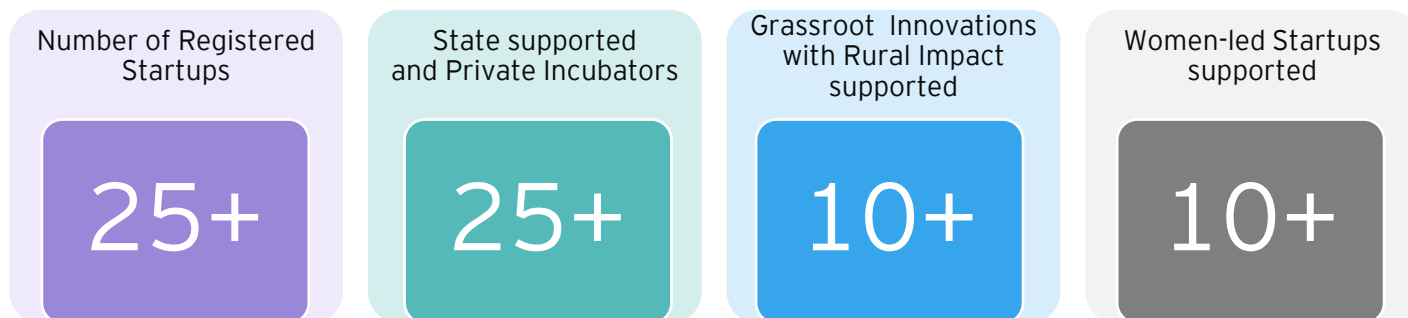 Number of Registered
Startups
25+
State supported
and Private Incubators
25+
Grassroot  Innovations
with Rural Impact
supported
10+
Women-led Startups
supported
10+